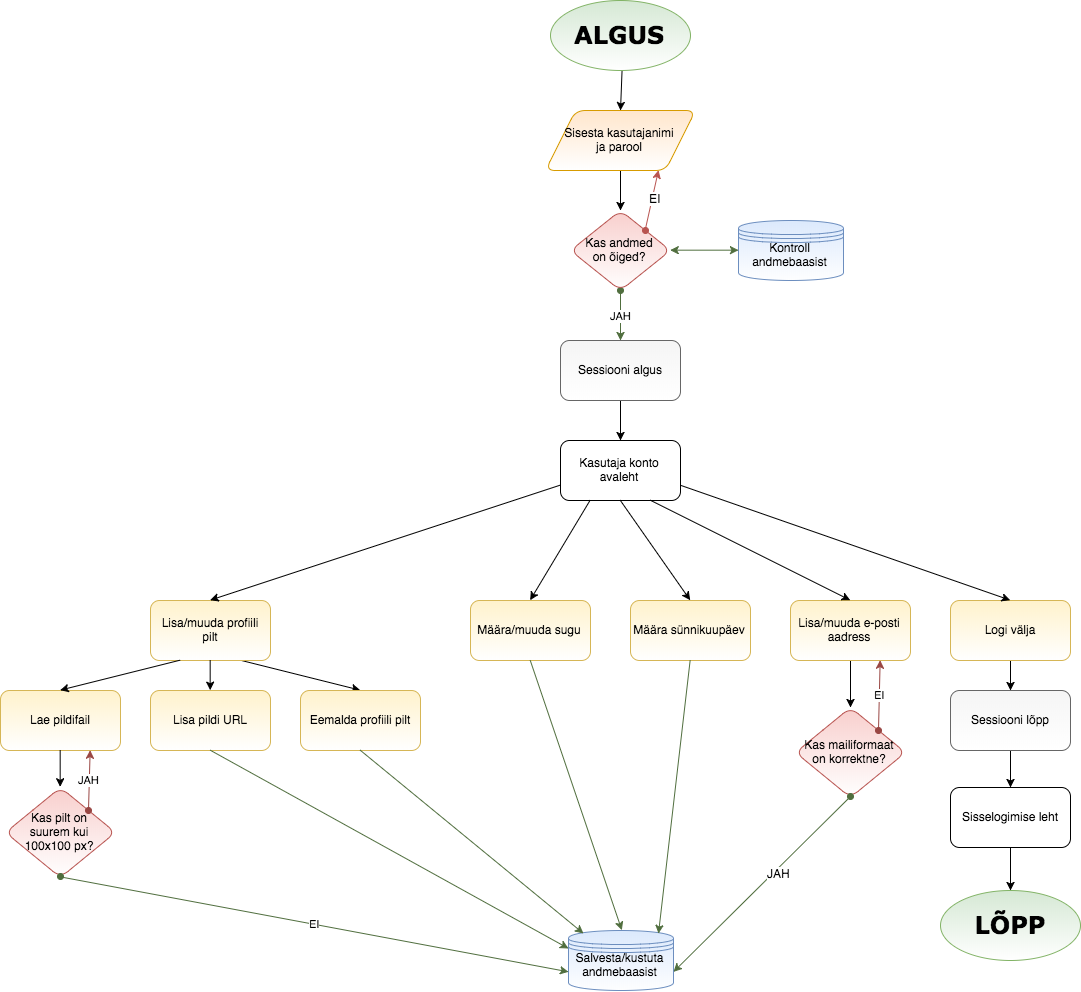 ALGUS
Sisesta kasutajanimi
ja parool
EI
Kas andmed
on õiged?
Kontroll
andmebaasist
JAH
Sessiooni algus
Kasutaja konto
avaleht
Lisa/muuda profiili
pilt
Määra/muuda sugu
Määra sünnikuupäev
Lisa/muuda e-posti
aadress
Logi välja
Lae pildifail
Lisa pildi URL
Eemalda profiili pilt
EI
Sessiooni lõpp
Kas mailiformaat
on korrektne?
JAH
Kas pilt on
suurem kui
100x100 px?
Sisselogimise leht
JAH
EI
LÕPP
Salvesta/kustuta
andmebaasist